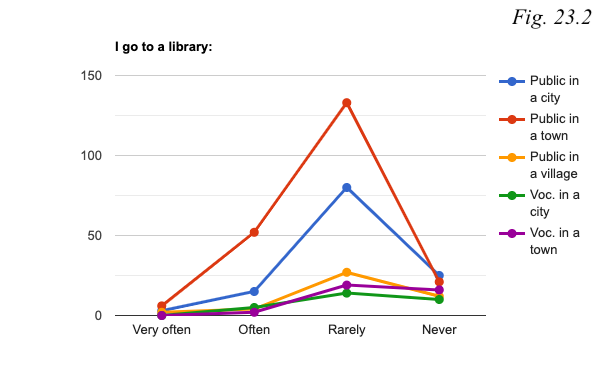 Fig. 23.2
I go to a library:
150
100
50
0
Very often
Often
Rarely
Never
Public in
a city
Public in
a town
Public in
a village
Voc. in a
city
Voc. in a
town